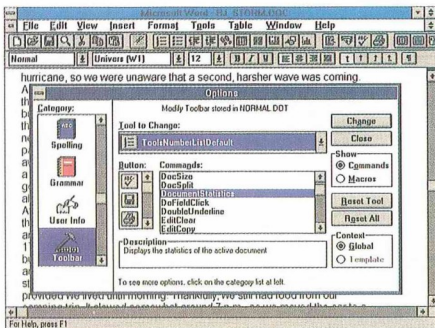 Microsoft Word - RJ_STORM.DOC
File Edit View Insert Format Tools Table Window Help
Normal Univers (W1) 12 B I U
hurricane, so we were unaware that a second, harsher wave was coming.
Options
Category:
Modify Toolbar stored in NORMAL.DOT
Tool to Change:
ToolsNumberListDefault
Change
Close
ABC
Spelling
Grammar
User Info
Toolbar
Button:
Commands:
DocSize
DocSplit
DocumentStatistics
DoFieldClick
DoubleUnderline
EditClear
EditCopy
Show
Commands
Macros
Reset Tool
Reset All
Description
Displays the statistics of the active document
Context
Global
Template
To see more options, click on the category list at left.
provided we lived until morning. Thankfully, we still had food from our
For Help, press F1